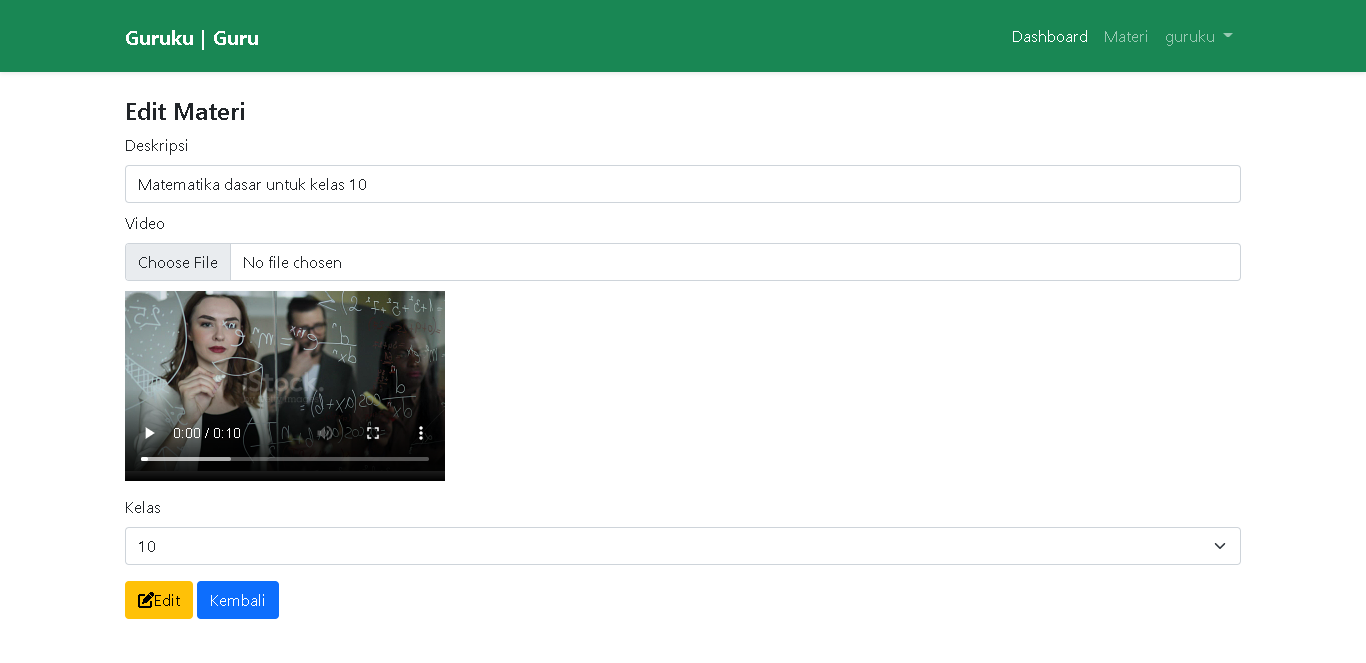 Guruku | Guru
Dashboard Materi guruku
Edit Materi
Deskripsi
Matematika dasar untuk kelas 10
Video
Choose File No file chosen
iStock
0:00 / 0:10
Kelas
10
Edit Kembali